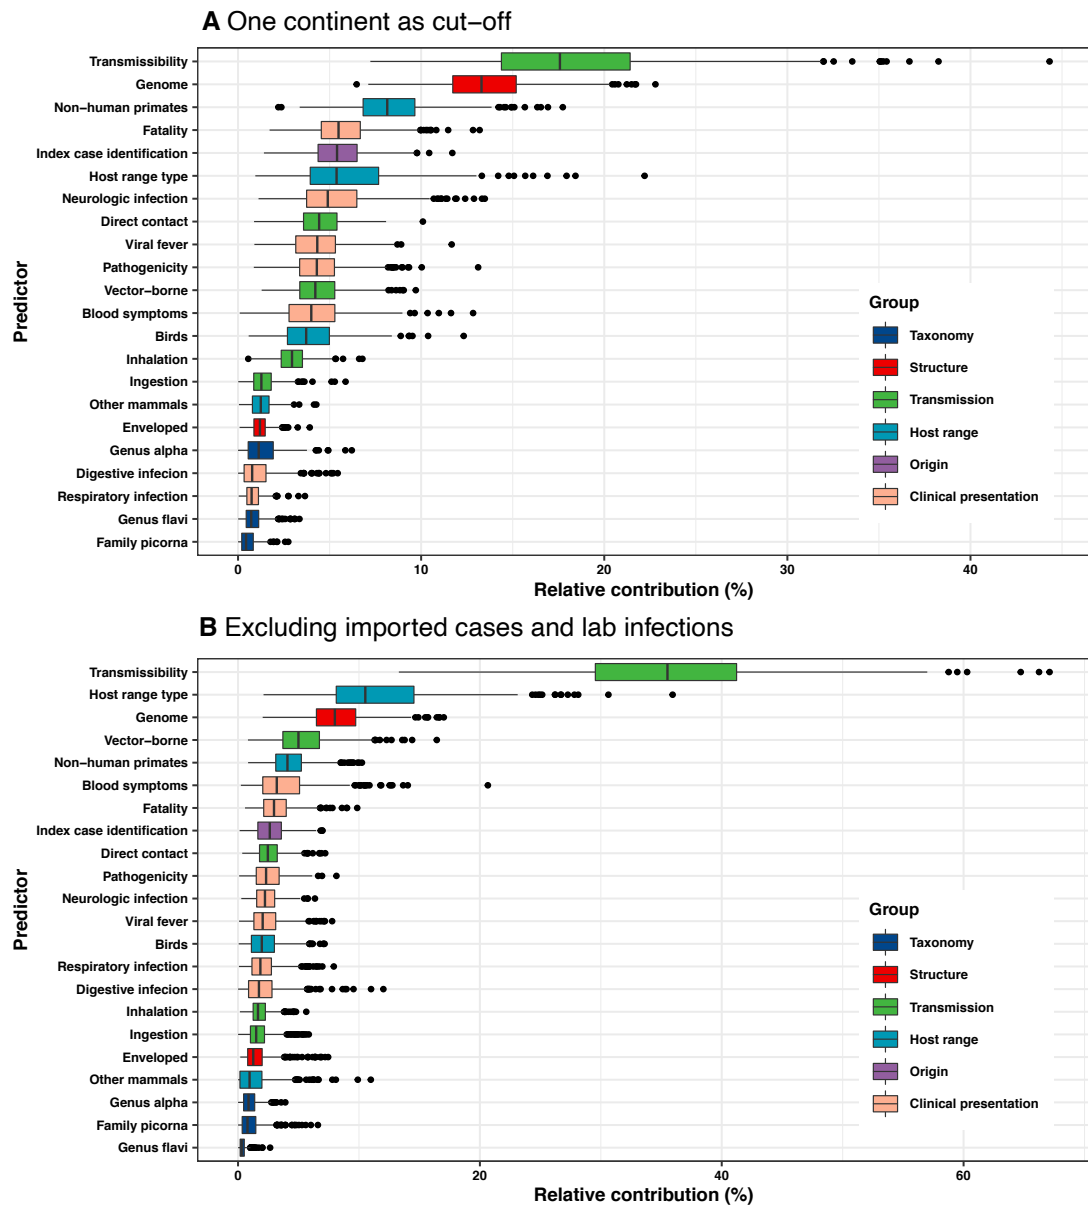 A One continent as cut−off
Predictor
Transmissibility
Genome
Non−human primates
Fatality
Index case identification
Host range type
Neurologic infection
Direct contact
Viral fever
Pathogenicity
Vector−borne
Blood symptoms
Birds
Inhalation
Ingestion
Other mammals
Enveloped
Genus alpha
Digestive infecion
Respiratory infection
Genus flavi
Family picorna
Group
Taxonomy
Structure
Transmission
Host range
Origin
Clinical presentation
0 10 20 30 40
Relative contribution (%)
B Excluding imported cases and lab infections
Predictor
Transmissibility
Host range type
Genome
Vector−borne
Non−human primates
Blood symptoms
Fatality
Index case identification
Direct contact
Pathogenicity
Neurologic infection
Viral fever
Birds
Respiratory infection
Digestive infecion
Inhalation
Ingestion
Enveloped
Other mammals
Genus alpha
Family picorna
Genus flavi
Group
Taxonomy
Structure
Transmission
Host range
Origin
Clinical presentation
0 20 40 60
Relative contribution (%)